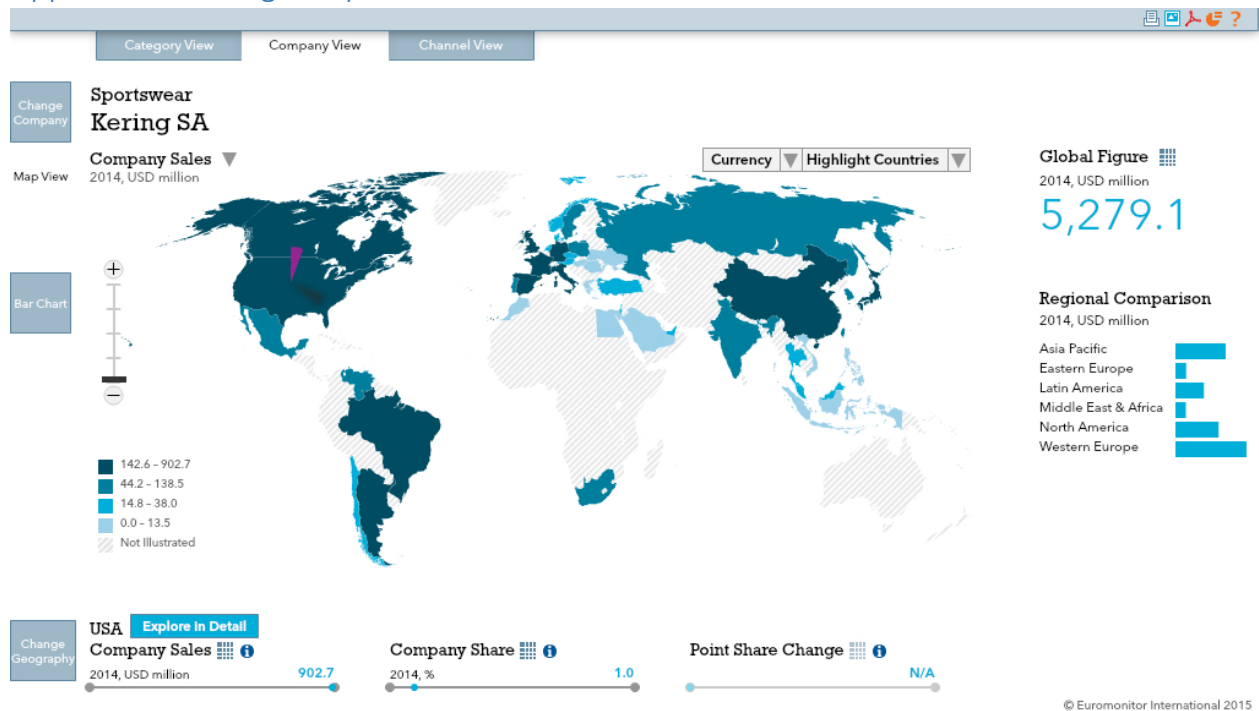 Category View
Company View
Channel View
Change Company
Sportswear
Kering SA
Map View
Company Sales
2014, USD million
Currency
Highlight Countries
Global Figure
2014, USD million
5,279.1
Bar Chart
Regional Comparison
2014, USD million
Asia Pacific
Eastern Europe
Latin America
Middle East & Africa
North America
Western Europe
142.6 – 902.7
44.2 – 138.5
14.8 – 38.0
0.0 – 13.5
Not Illustrated
Change Geography
USA
Explore in Detail
Company Sales
2014, USD million
902.7
Company Share
2014, %
1.0
Point Share Change
N/A
© Euromonitor International 2015